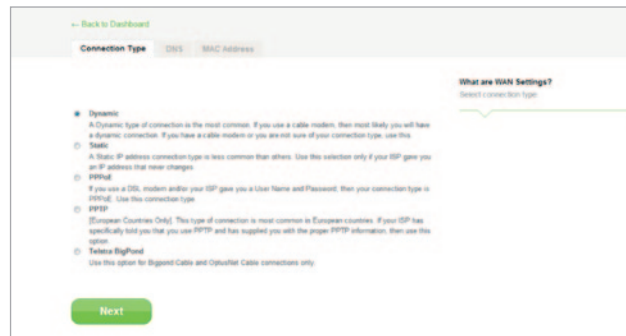 ← Back to Dashboard
Connection Type
DNS
MAC Address
What are WAN Settings?
Select connection type.
Dynamic
A Dynamic type of connection is the most common. If you use a cable modem, then most likely you will have
a dynamic connection. If you have a cable modem or you are not sure of your connection type, use this.
Static
A Static IP address connection type is less common than others. Use this selection only if your ISP gave you
an IP address that never changes.
PPPoE
If you use a DSL modem and/or your ISP gave you a User Name and Password, then your connection type is
PPPoE. Use this connection type.
PPTP
[European Countries Only]. This type of connection is most common in European countries. If your ISP has
specifically told you that you use PPTP and has supplied you with the proper PPTP information, then use this
option.
Telstra BigPond
Use this option for Bigpond Cable and OptusNet Cable connections only.
Next